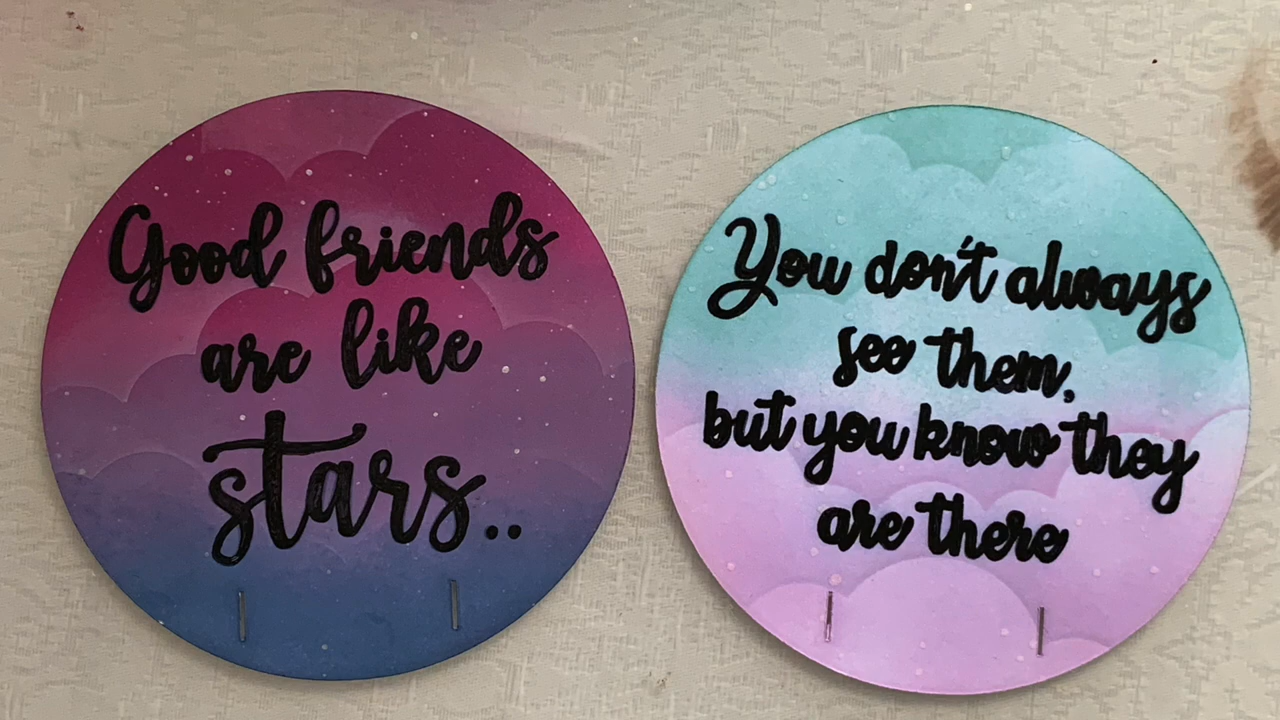 Good friends
are like
stars..
You don't always
see them,
but you know they
are there